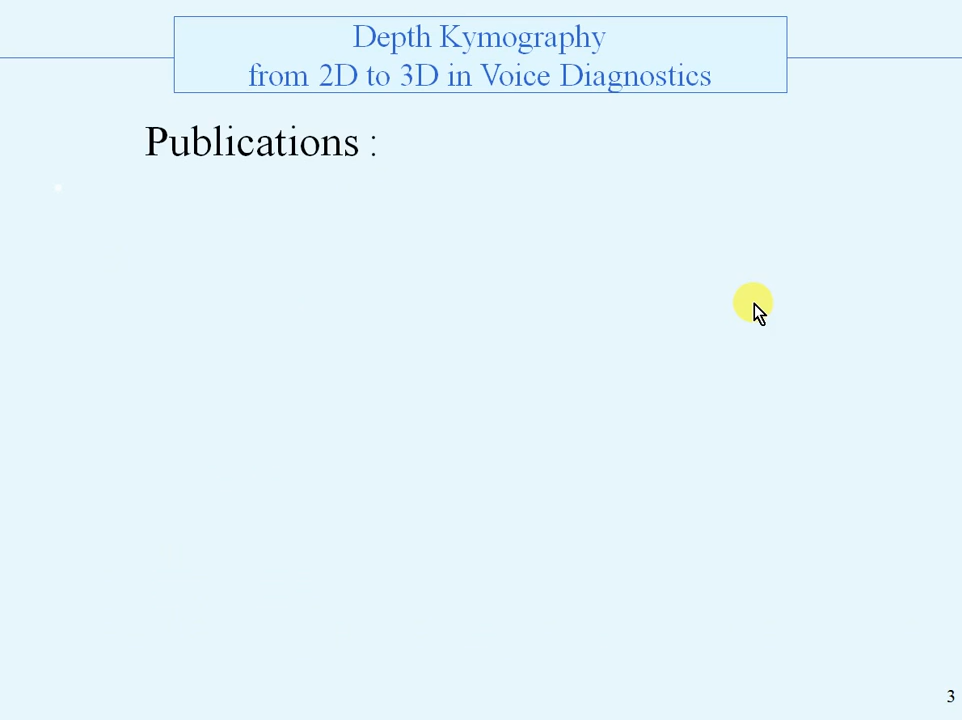 Depth Kymography
from 2D to 3D in Voice Diagnostics
Publications :
3